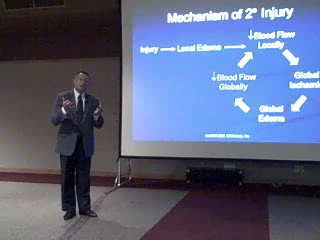 Mechanism of 2° Injury
↓Blood Flow
Injury → Local Edema → Locally
Global
Ischemia
↓Blood Flow
Globally
Global
Edema